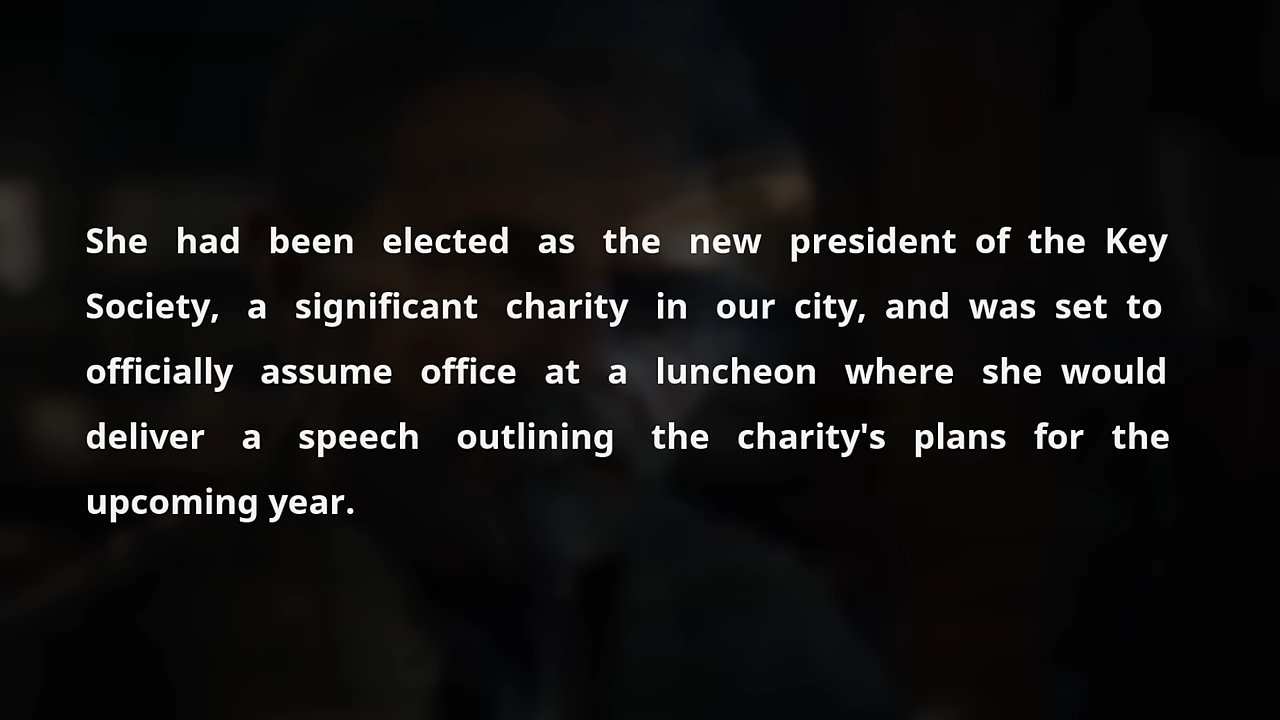 She had been elected as the new president of the Key
Society, a significant charity in our city, and was set to
officially assume office at a luncheon where she would
deliver a speech outlining the charity's plans for the
upcoming year.